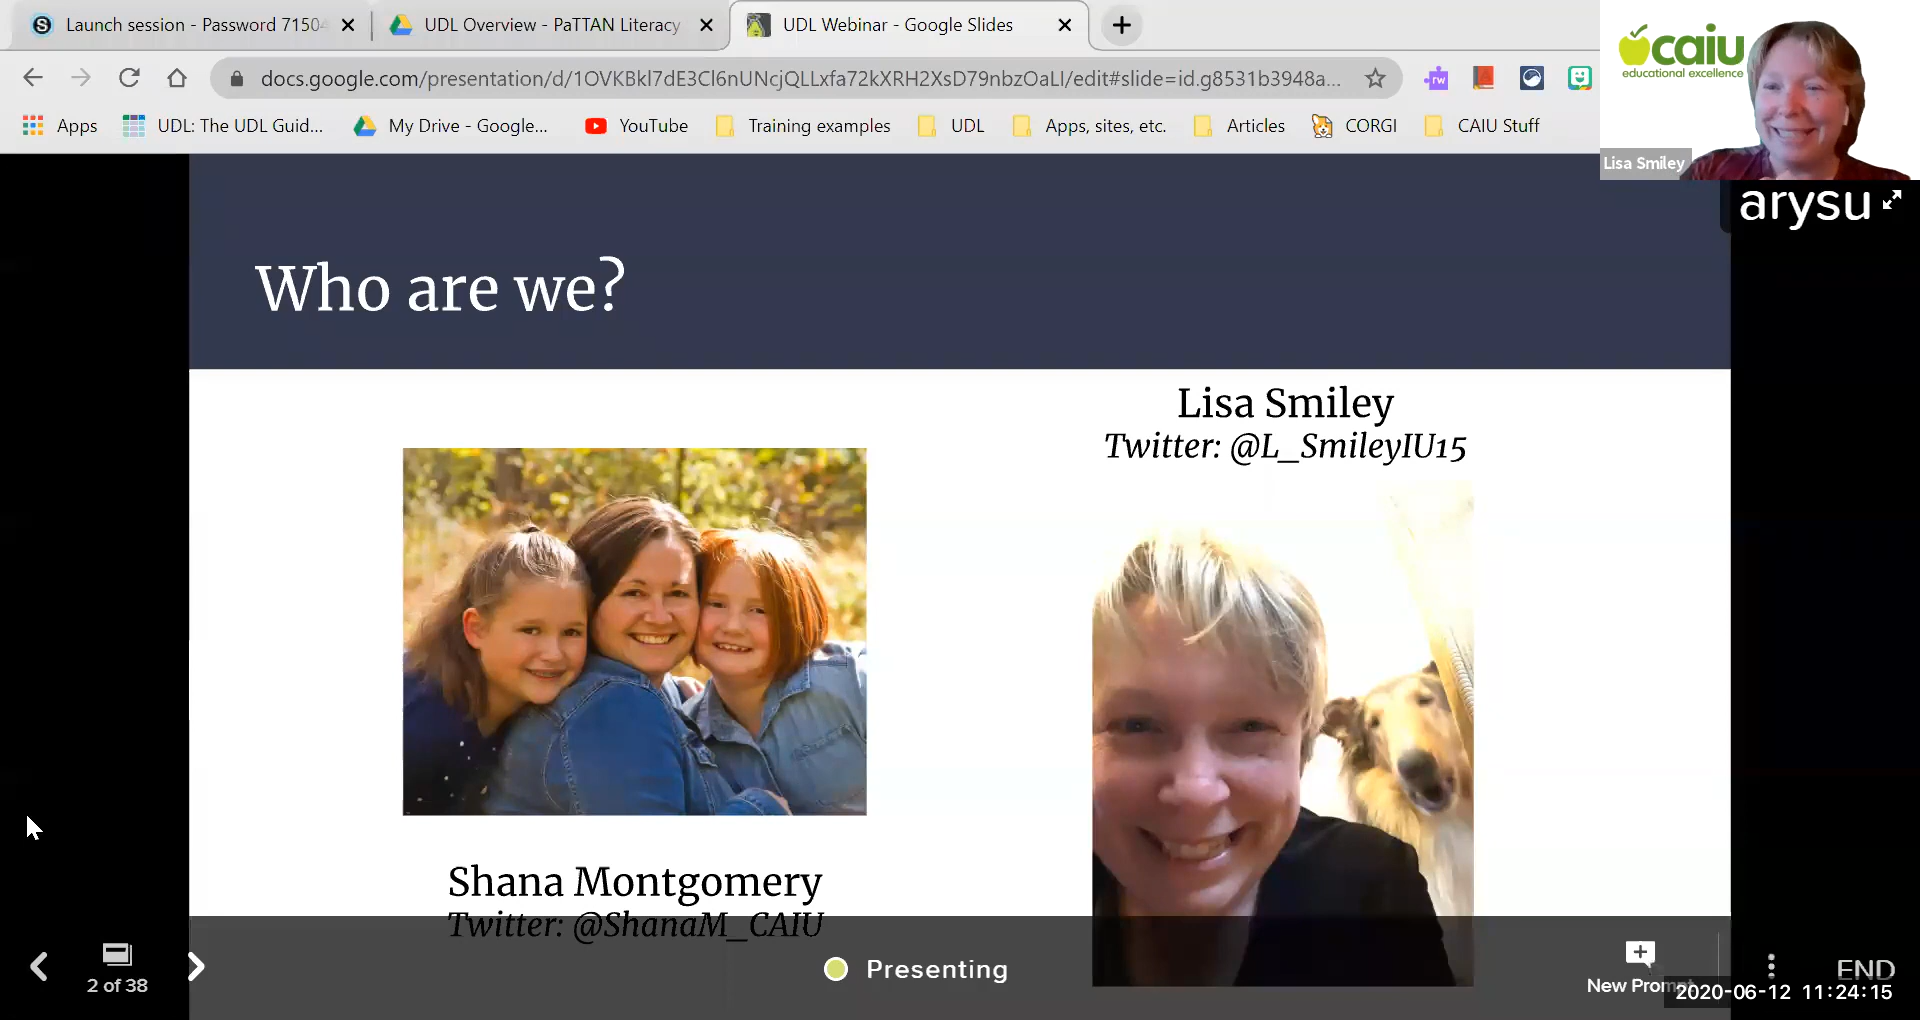 Launch session - Password 71504
UDL Overview - PaTTAN Literacy
UDL Webinar - Google Slides
docs.google.com/presentation/d/1OVKBkl7dE3Cl6nUNcjQLLxfa72kXRH2XsD79nbzOaLI/edit#slide=id.g8531b3948a...
rw
Apps
UDL: The UDL Guid...
My Drive - Google...
YouTube
Training examples
UDL
Apps, sites, etc.
Articles
CORGI
CAIU Stuff
caiu
educational excellence
Lisa Smiley
arysu
Who are we?
Lisa Smiley
Twitter: @L_SmileyIU15
Shana Montgomery
Twitter: @ShanaM_CAIU
2 of 38
Presenting
New Prom
END
2020-06-12 11:24:15